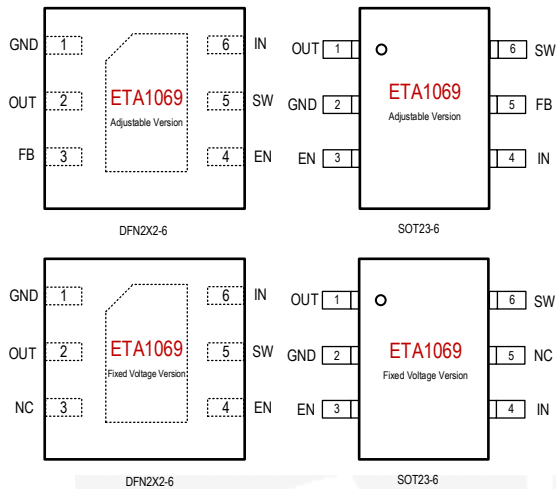 GND 1 6 IN
OUT 2 ETA1069 5 SW
Adjustable Version
FB 3 4 EN
DFN2X2-6
OUT 1 6 SW
GND 2 ETA1069 5 FB
Adjustable Version
EN 3 4 IN
SOT23-6
GND 1 6 IN
OUT 2 ETA1069 5 SW
Fixed Voltage Version
NC 3 4 EN
DFN2X2-6
OUT 1 6 SW
GND 2 ETA1069 5 NC
Fixed Voltage Version
EN 3 4 IN
SOT23-6